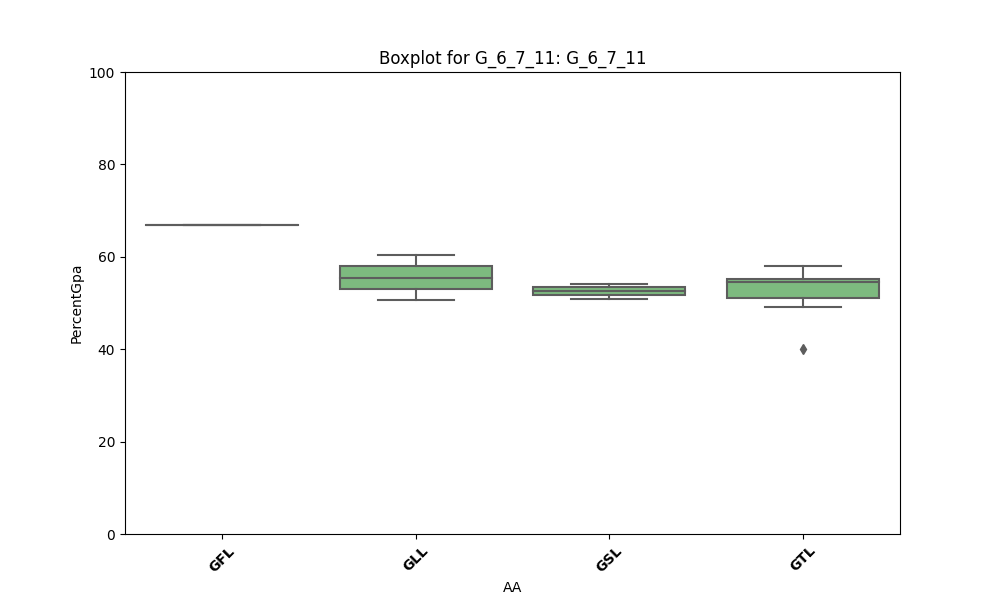 Boxplot for G_6_7_11: G_6_7_11
100
80
60
40
20
0
PercentGpa
GFL
GLL
GSL
GTL
AA